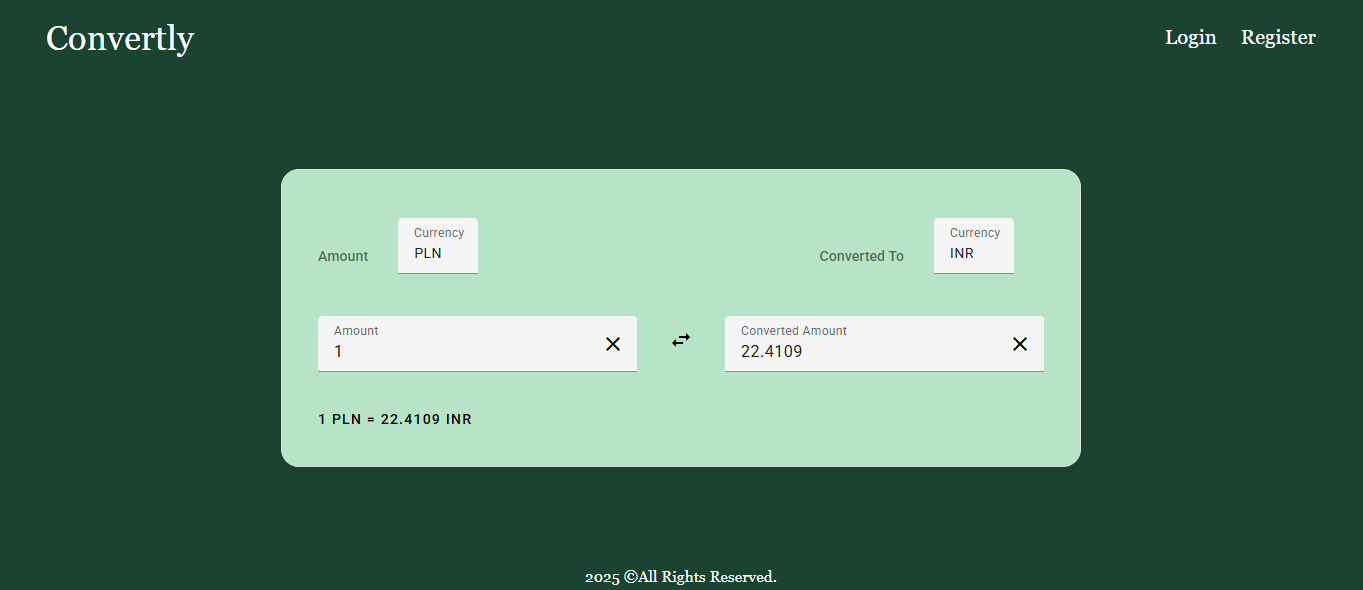 Convertly
Login Register
Currency
PLN
Amount
Currency
INR
Converted To
Amount
1
Converted Amount
22.4109
1 PLN = 22.4109 INR
2025 ©All Rights Reserved.